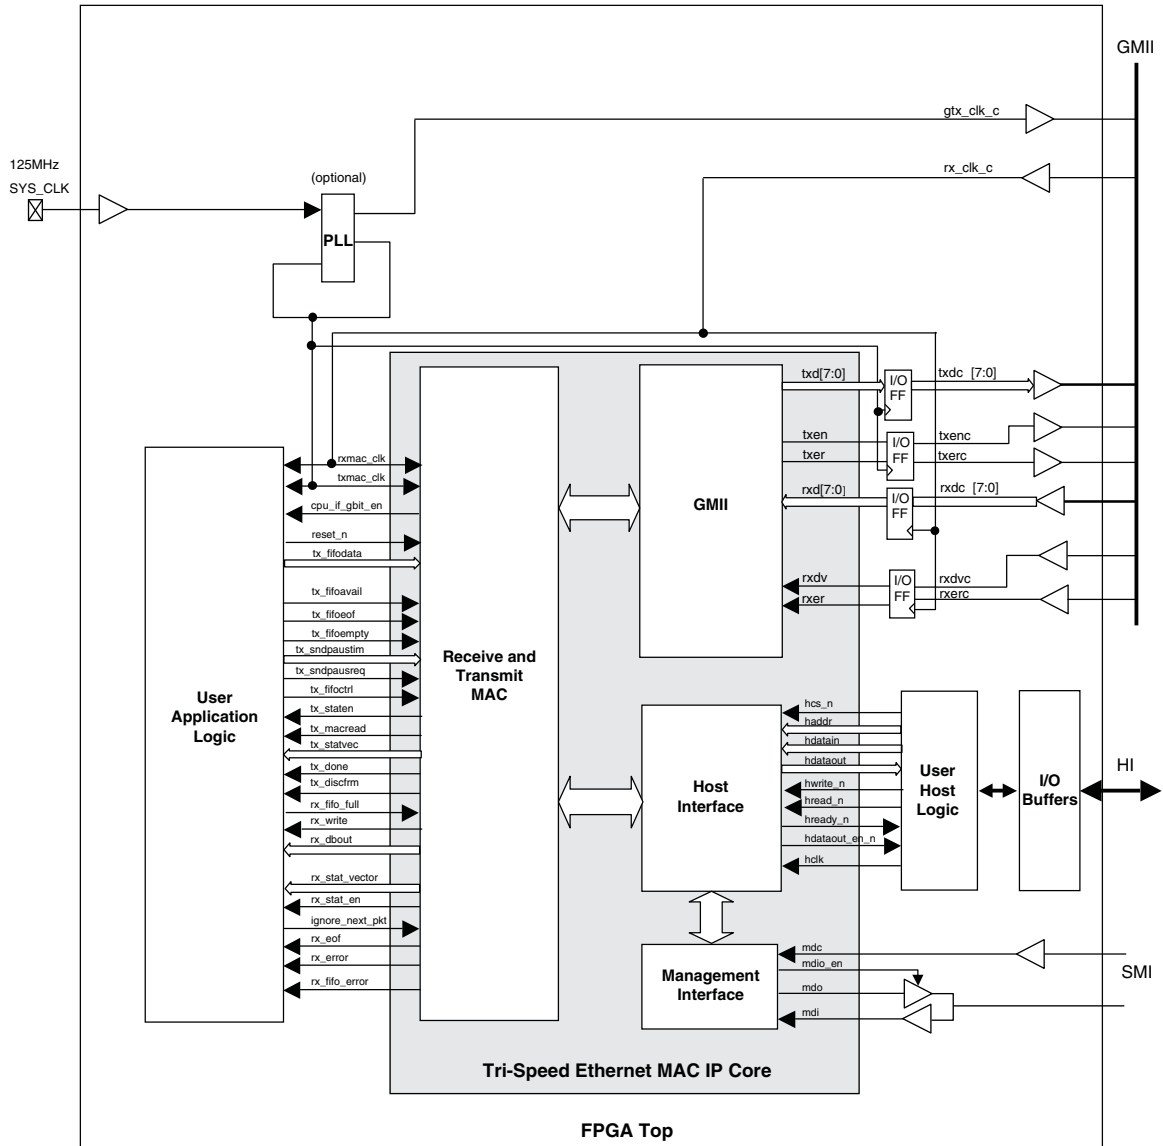 GMII
gtx_clk_c
125MHz
SYS_CLK
(optional)
rx_clk_c
PLL
txd[7:0]
I/O
FF
txdc [7:0]
txen
txer
I/O
FF
txenc
txerc
rxd[7:0]
I/O
FF
rxdc [7:0]
GMII
rxdv
rxer
I/O
FF
rxdvc
rxerc
rxmac_clk
txmac_clk
cpu_if_gbit_en
reset_n
tx_fifodata
tx_fifoavail
tx_fifoeof
tx_fifoempty
tx_sndpaustim
tx_sndpausreq
tx_fifoctrl
tx_staten
tx_macread
tx_statvec
tx_done
tx_discfrm
rx_fifo_full
rx_write
rx_dbout
rx_stat_vector
rx_stat_en
ignore_next_pkt
rx_eof
rx_error
rx_fifo_error
User
Application
Logic
Receive and
Transmit
MAC
Host
Interface
hcs_n
haddr
hdatain
hdataout
hwrite_n
hread_n
hready_n
hdataout_en_n
hclk
User
Host
Logic
I/O
Buffers
HI
Management
Interface
mdc
mdio_en
mdo
mdi
SMI
Tri-Speed Ethernet MAC IP Core
FPGA Top